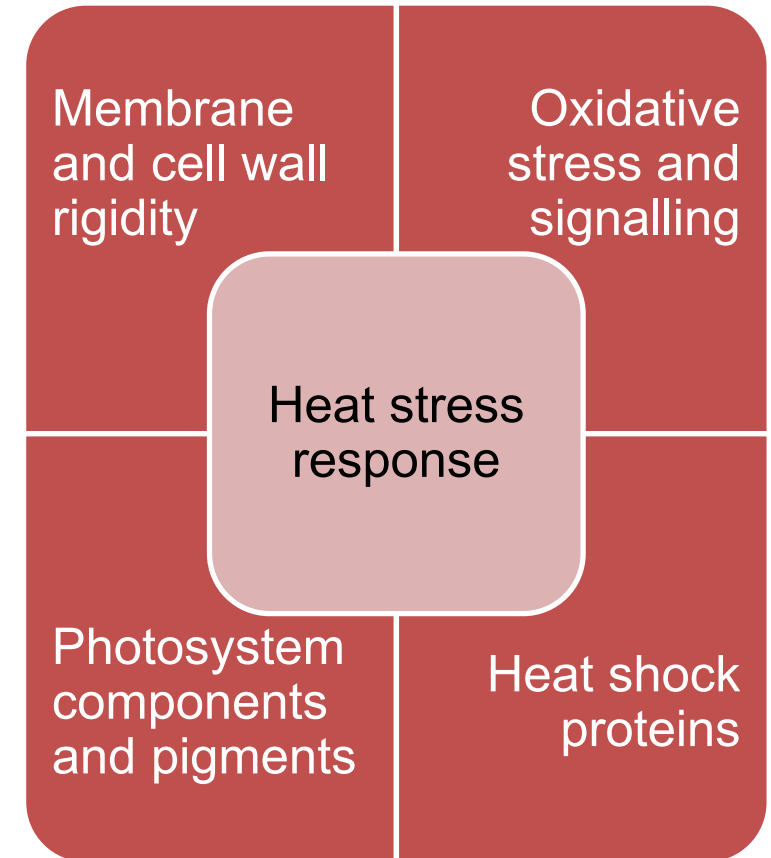 Membrane
and cell wall
rigidity
Oxidative
stress and
signalling
Heat stress
response
Photosystem
components
and pigments
Heat shock
proteins